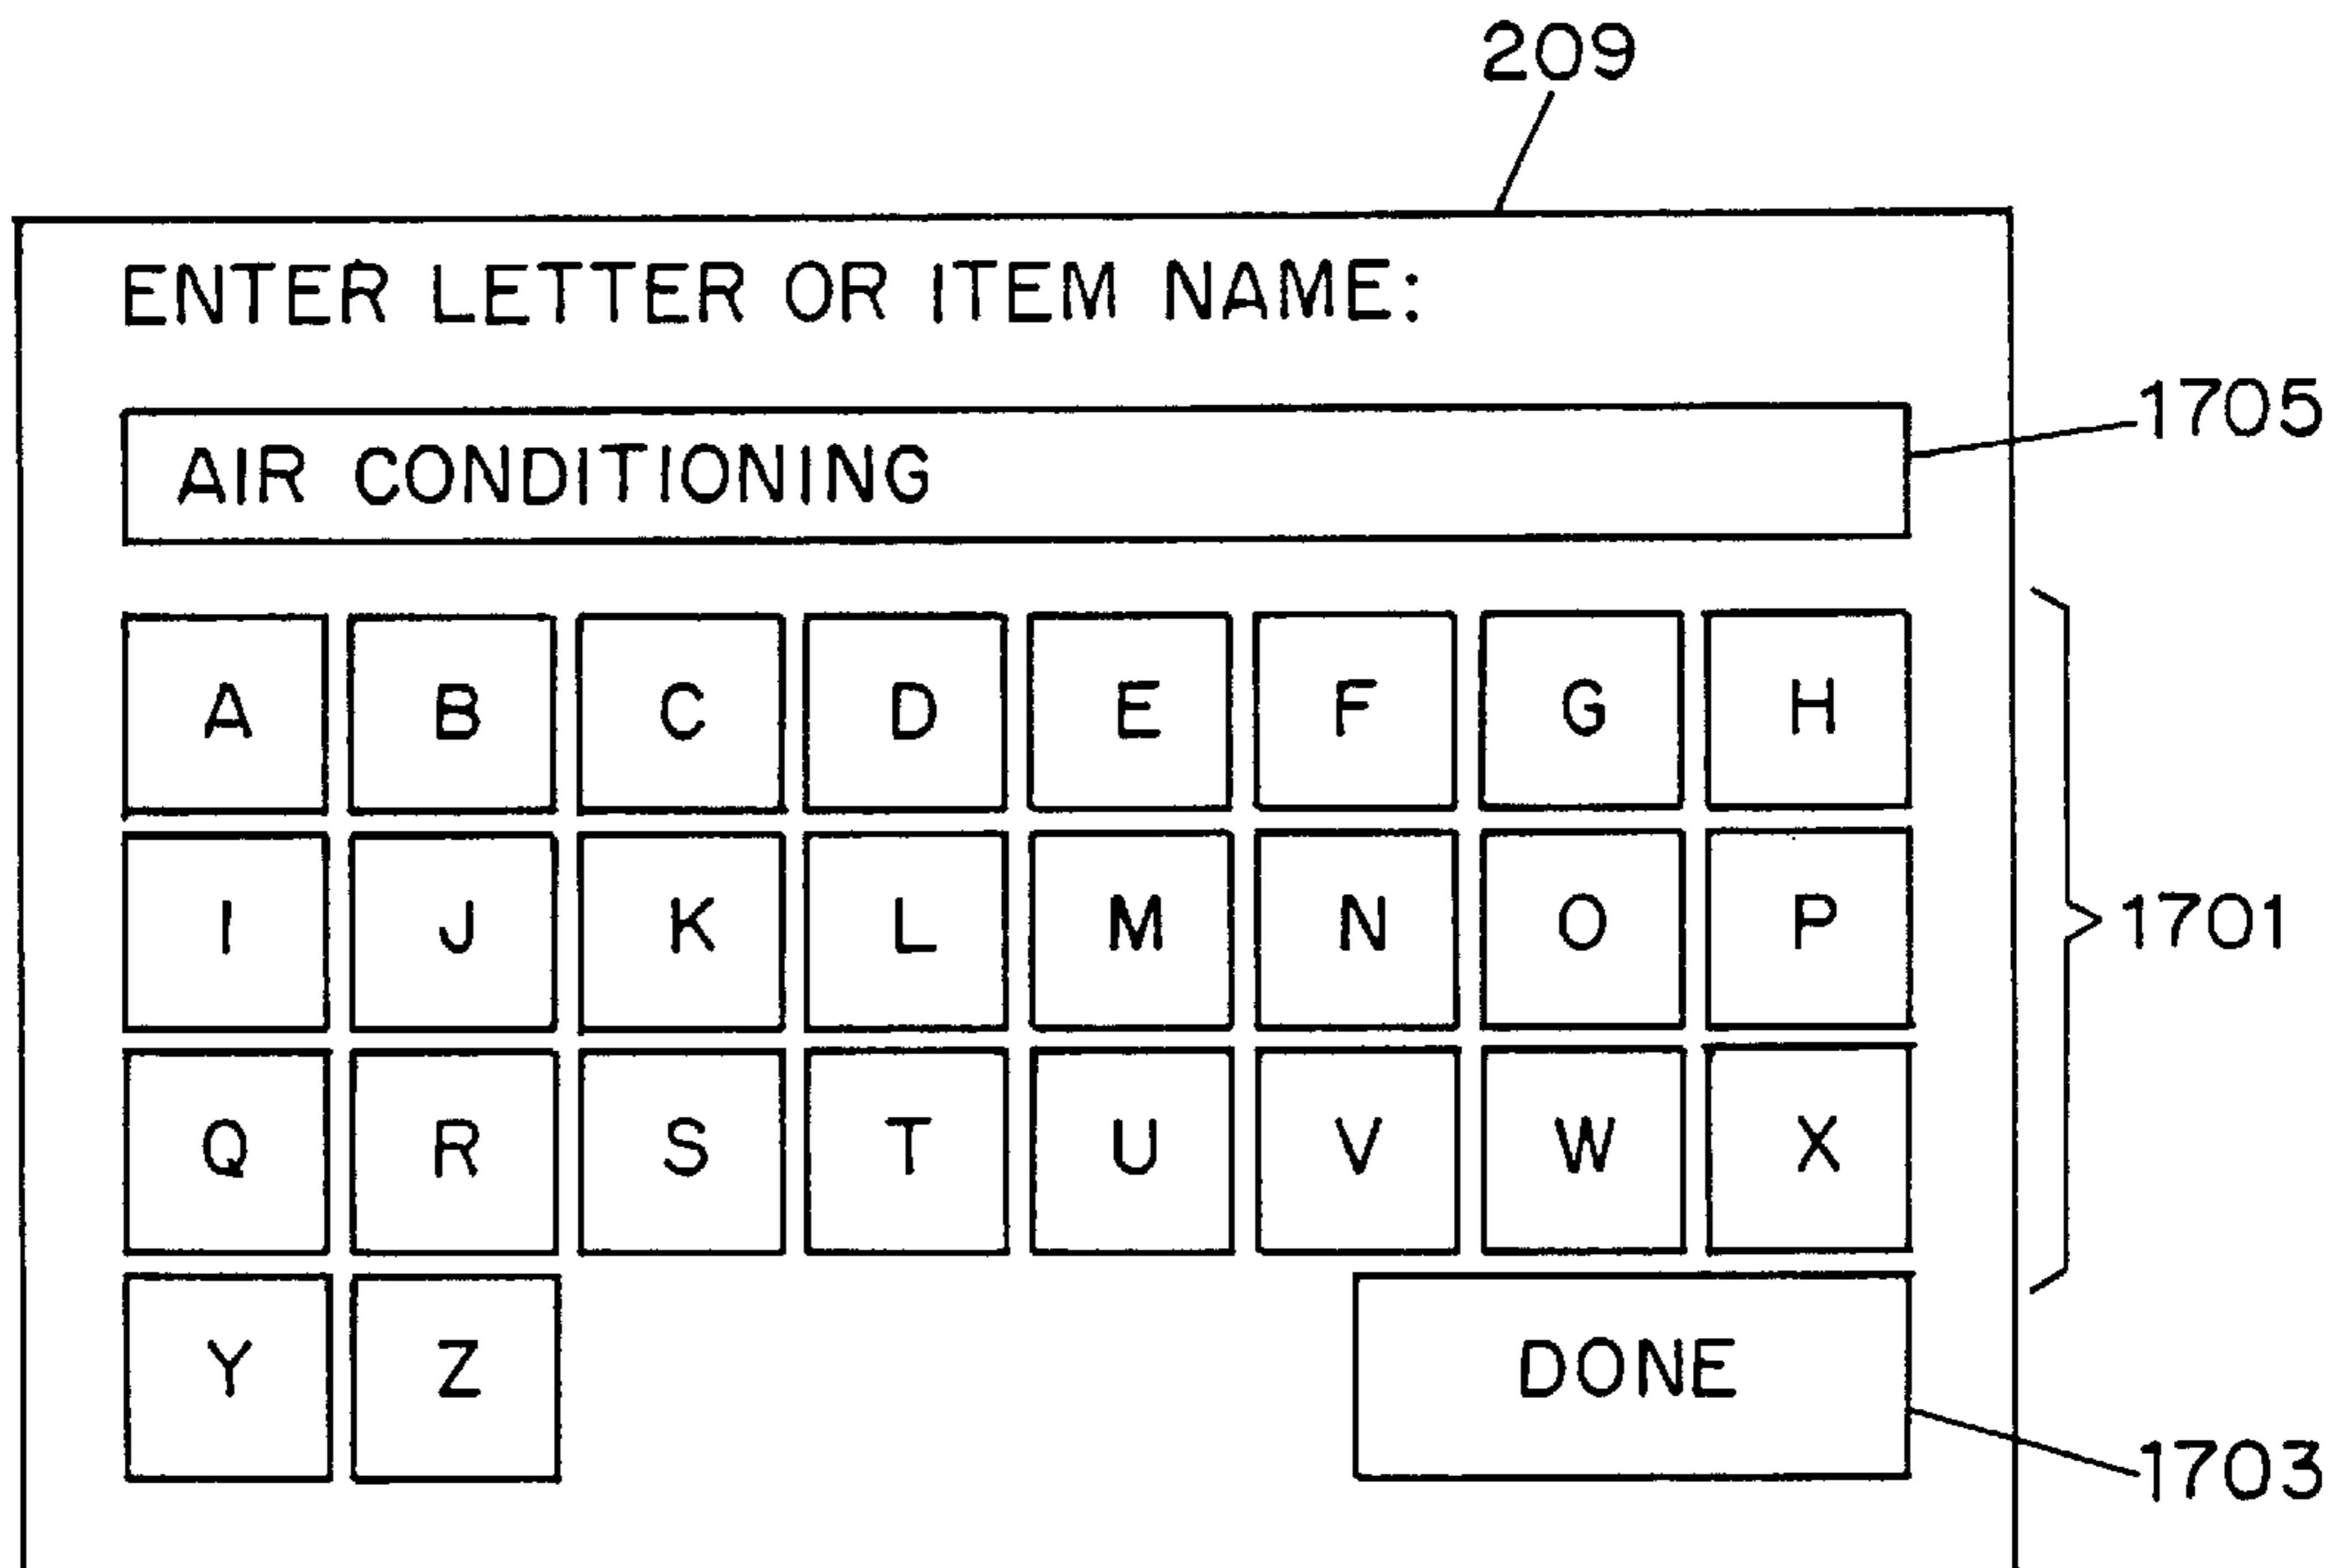 209
ENTER LETTER OR ITEM NAME:
1705
AIR CONDITIONING
A B C D E F G H
I J K L M N O P
1701
Q R S T U V W X
Y Z DONE
1703